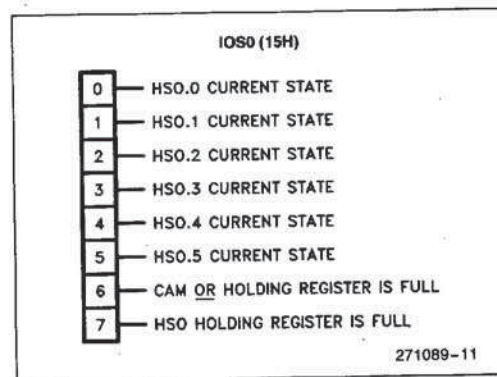 IOS0 (15H)
0 HSO.0 CURRENT STATE
1 HSO.1 CURRENT STATE
2 HSO.2 CURRENT STATE
3 HSO.3 CURRENT STATE
4 HSO.4 CURRENT STATE
5 HSO.5 CURRENT STATE
6 CAM OR HOLDING REGISTER IS FULL
7 HSO HOLDING REGISTER IS FULL
271089-11